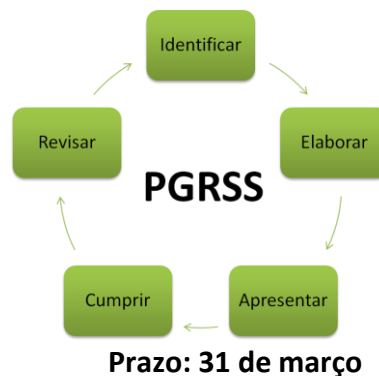 Identificar
Revisar
Elaborar
PGRSS
Cumprir
Apresentar
Prazo: 31 de março